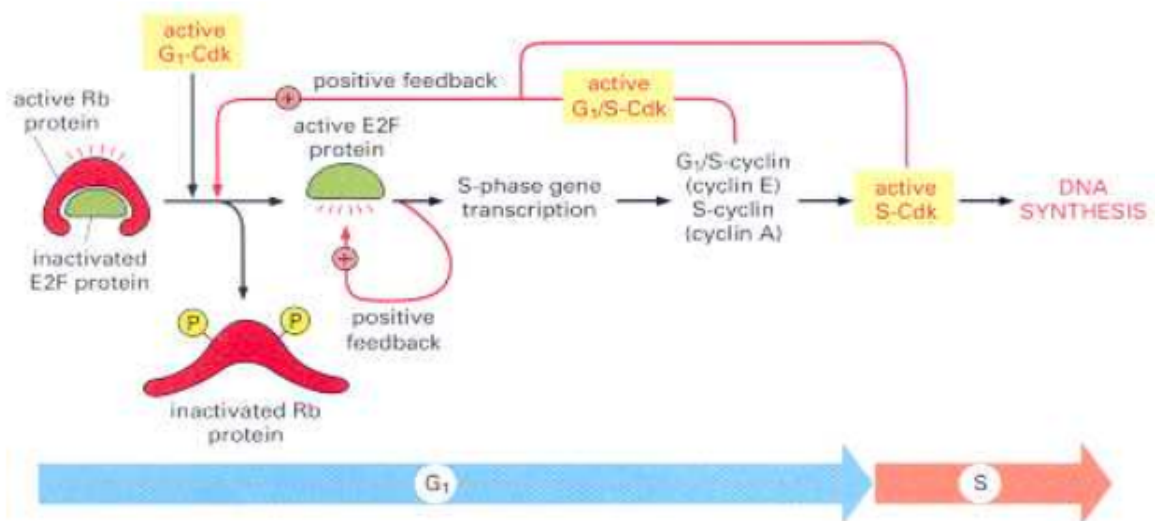 active
G₁-Cdk
positive feedback
active
G₁/S-Cdk
active Rb
protein
active E2F
protein
inactivated
E2F protein
S-phase gene
transcription
G₁/S-cyclin
(cyclin E)
S-cyclin
(cyclin A)
active
S-Cdk
DNA
SYNTHESIS
+
+
positive
feedback
P
P
inactivated Rb
protein
G₁
S